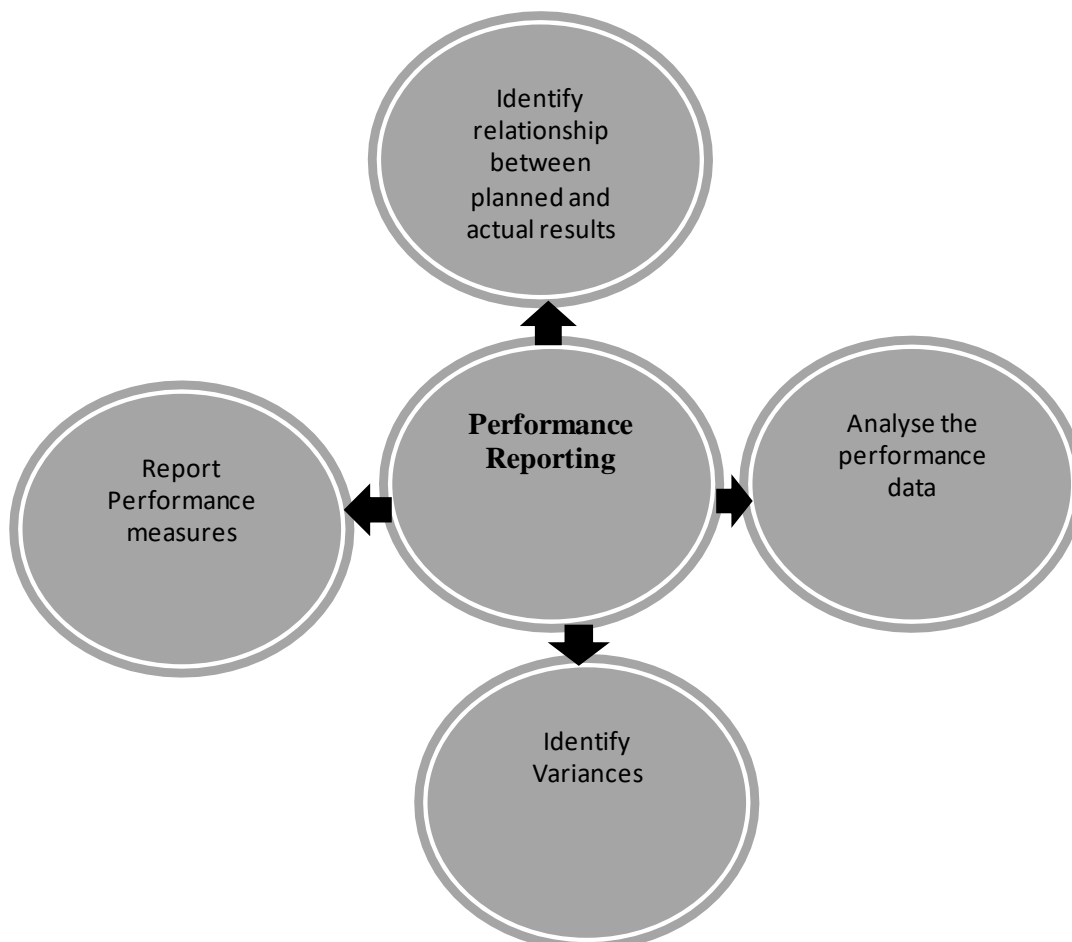 Identify
relationship
between
planned and
actual results
Performance
Reporting
Analyse the
performance
data
Report
Performance
measures
Identify
Variances